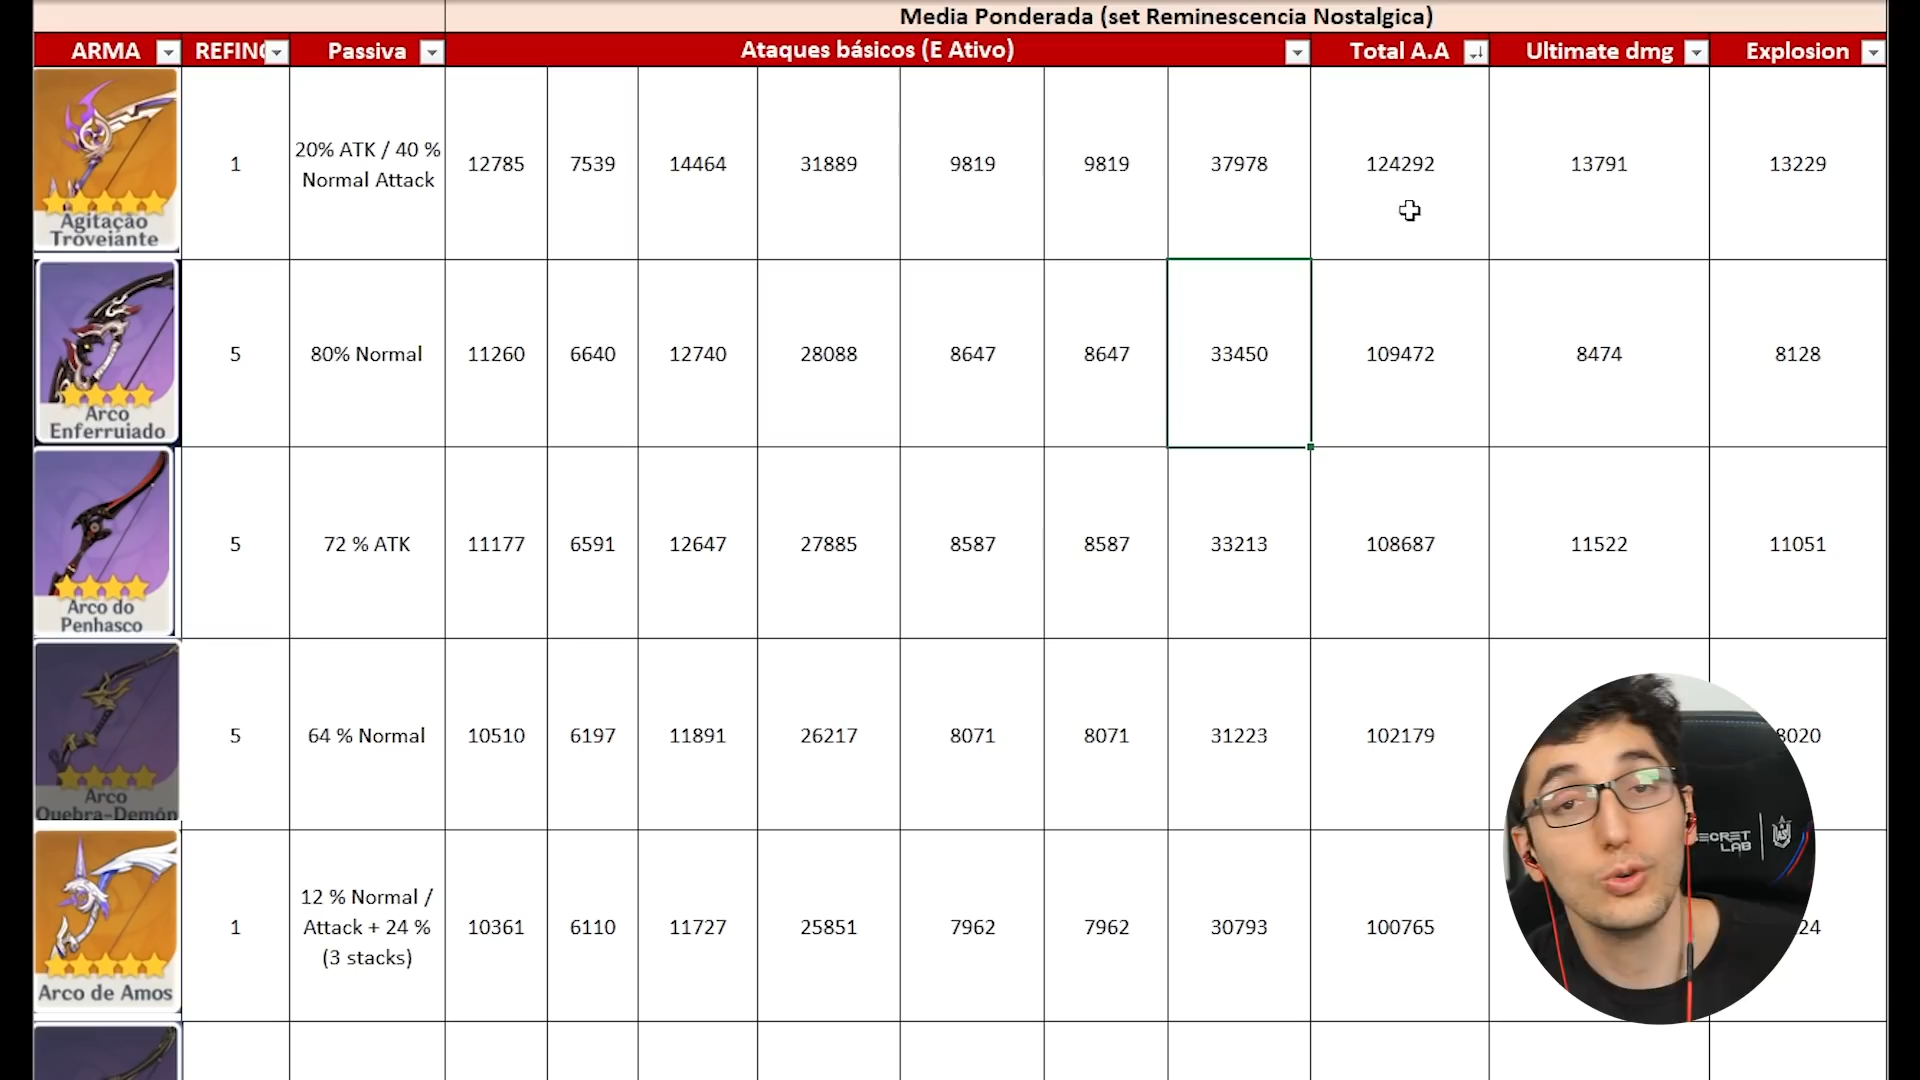 Media Ponderada (set Reminescencia Nostalgica)
ARMA REFINO Passiva Ataques básicos (E Ativo) Total A.A Ultimate dmg Explosion
Agitação
Trovejante
1
20% ATK / 40 %
Normal Attack
12785 7539 14464 31889 9819 9819 37978 124292 13791 13229
Arco
Enferrujado
5 80% Normal 11260 6640 12740 28088 8647 8647 33450 109472 8474 8128
Arco do
Penhasco
5 72 % ATK 11177 6591 12647 27885 8587 8587 33213 108687 11522 11051
Arco
Quebra-Demón
5 64 % Normal 10510 6197 11891 26217 8071 8071 31223 102179 8020
Arco de Amos
1
12 % Normal /
Attack + 24 %
(3 stacks)
10361 6110 11727 25851 7962 7962 30793 100765 24
SECRET
LAB